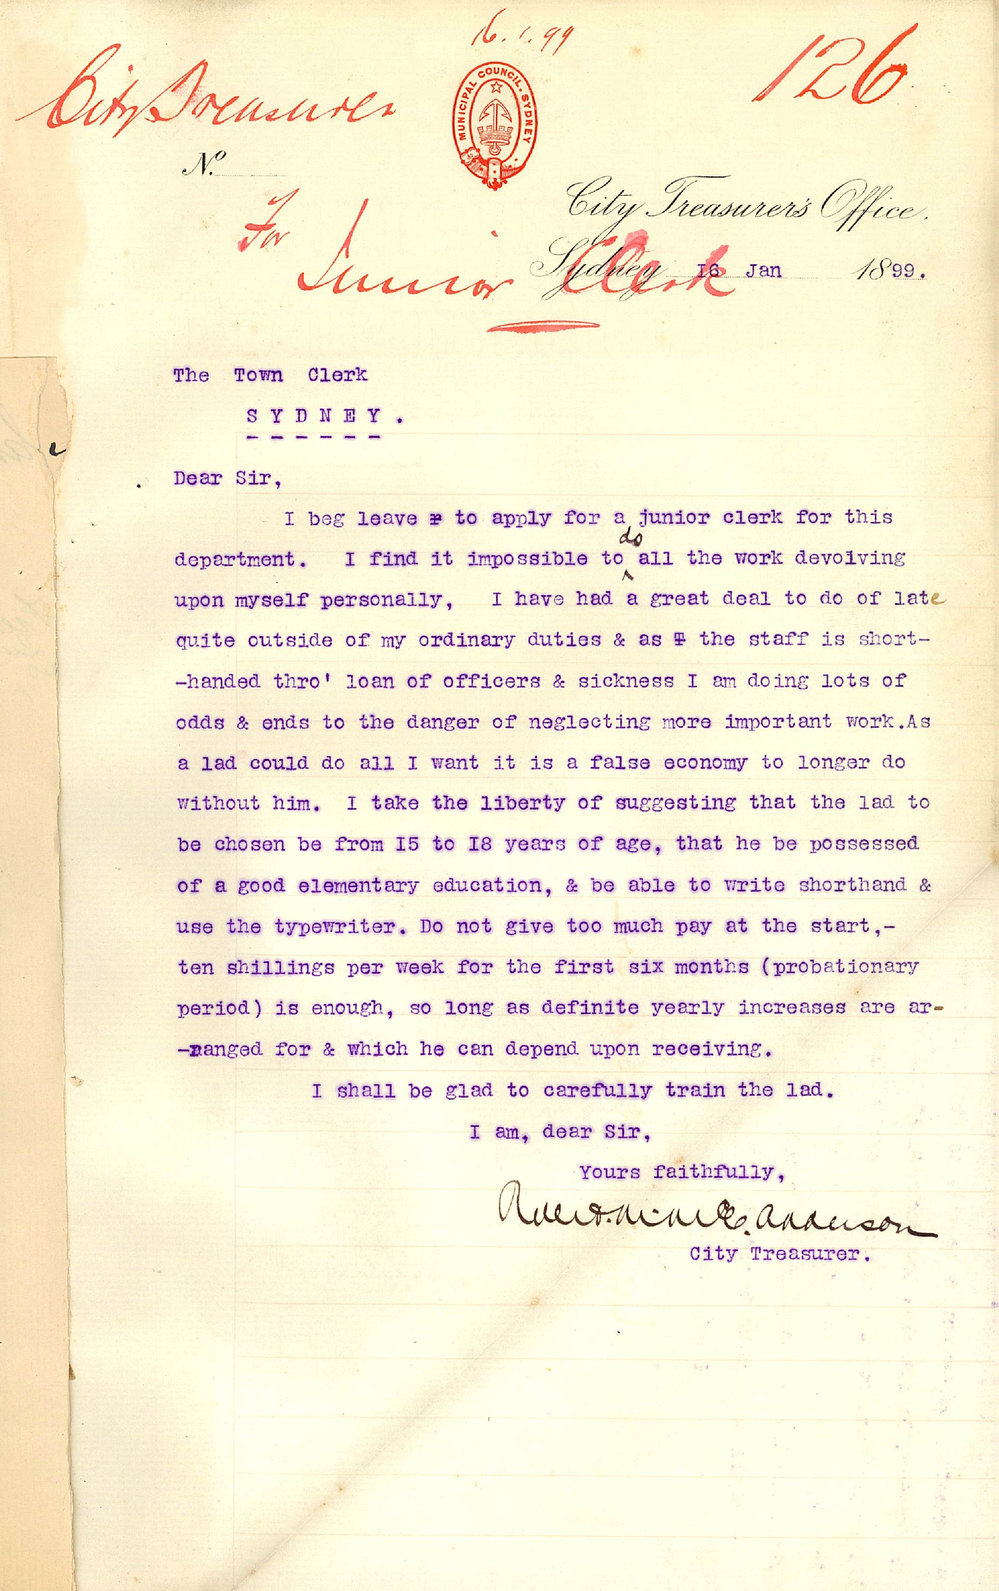 16.1.99
126
City Treasurer
MUNICIPAL COUNCIL. SYDNEY
No.
City Treasurer's Office.
For
Junior Clerk
Sydney 16 Jan 1899.
The Town Clerk
SYDNEY.
Dear Sir,
I beg leave to apply for a junior clerk for this
do
department. I find it impossible to all the work devolving
upon myself personally, I have had a great deal to do of late
quite outside of my ordinary duties & as the staff is short-
-handed thro' loan of officers & sickness I am doing lots of
odds & ends to the danger of neglecting more important work.As
a lad could do all I want it is a false economy to longer do
without him. I take the liberty of suggesting that the lad to
be chosen be from I5 to I8 years of age, that he be possessed
of a good elementary education, & be able to write shorthand &
use the typewriter. Do not give too much pay at the start,-
ten shillings per week for the first six months (probationary
period) is enough, so long as definite yearly increases are ar-
-ranged for & which he can depend upon receiving.
I shall be glad to carefully train the lad.
I am, dear Sir,
Yours faithfully,
Anderson
City Treasurer.